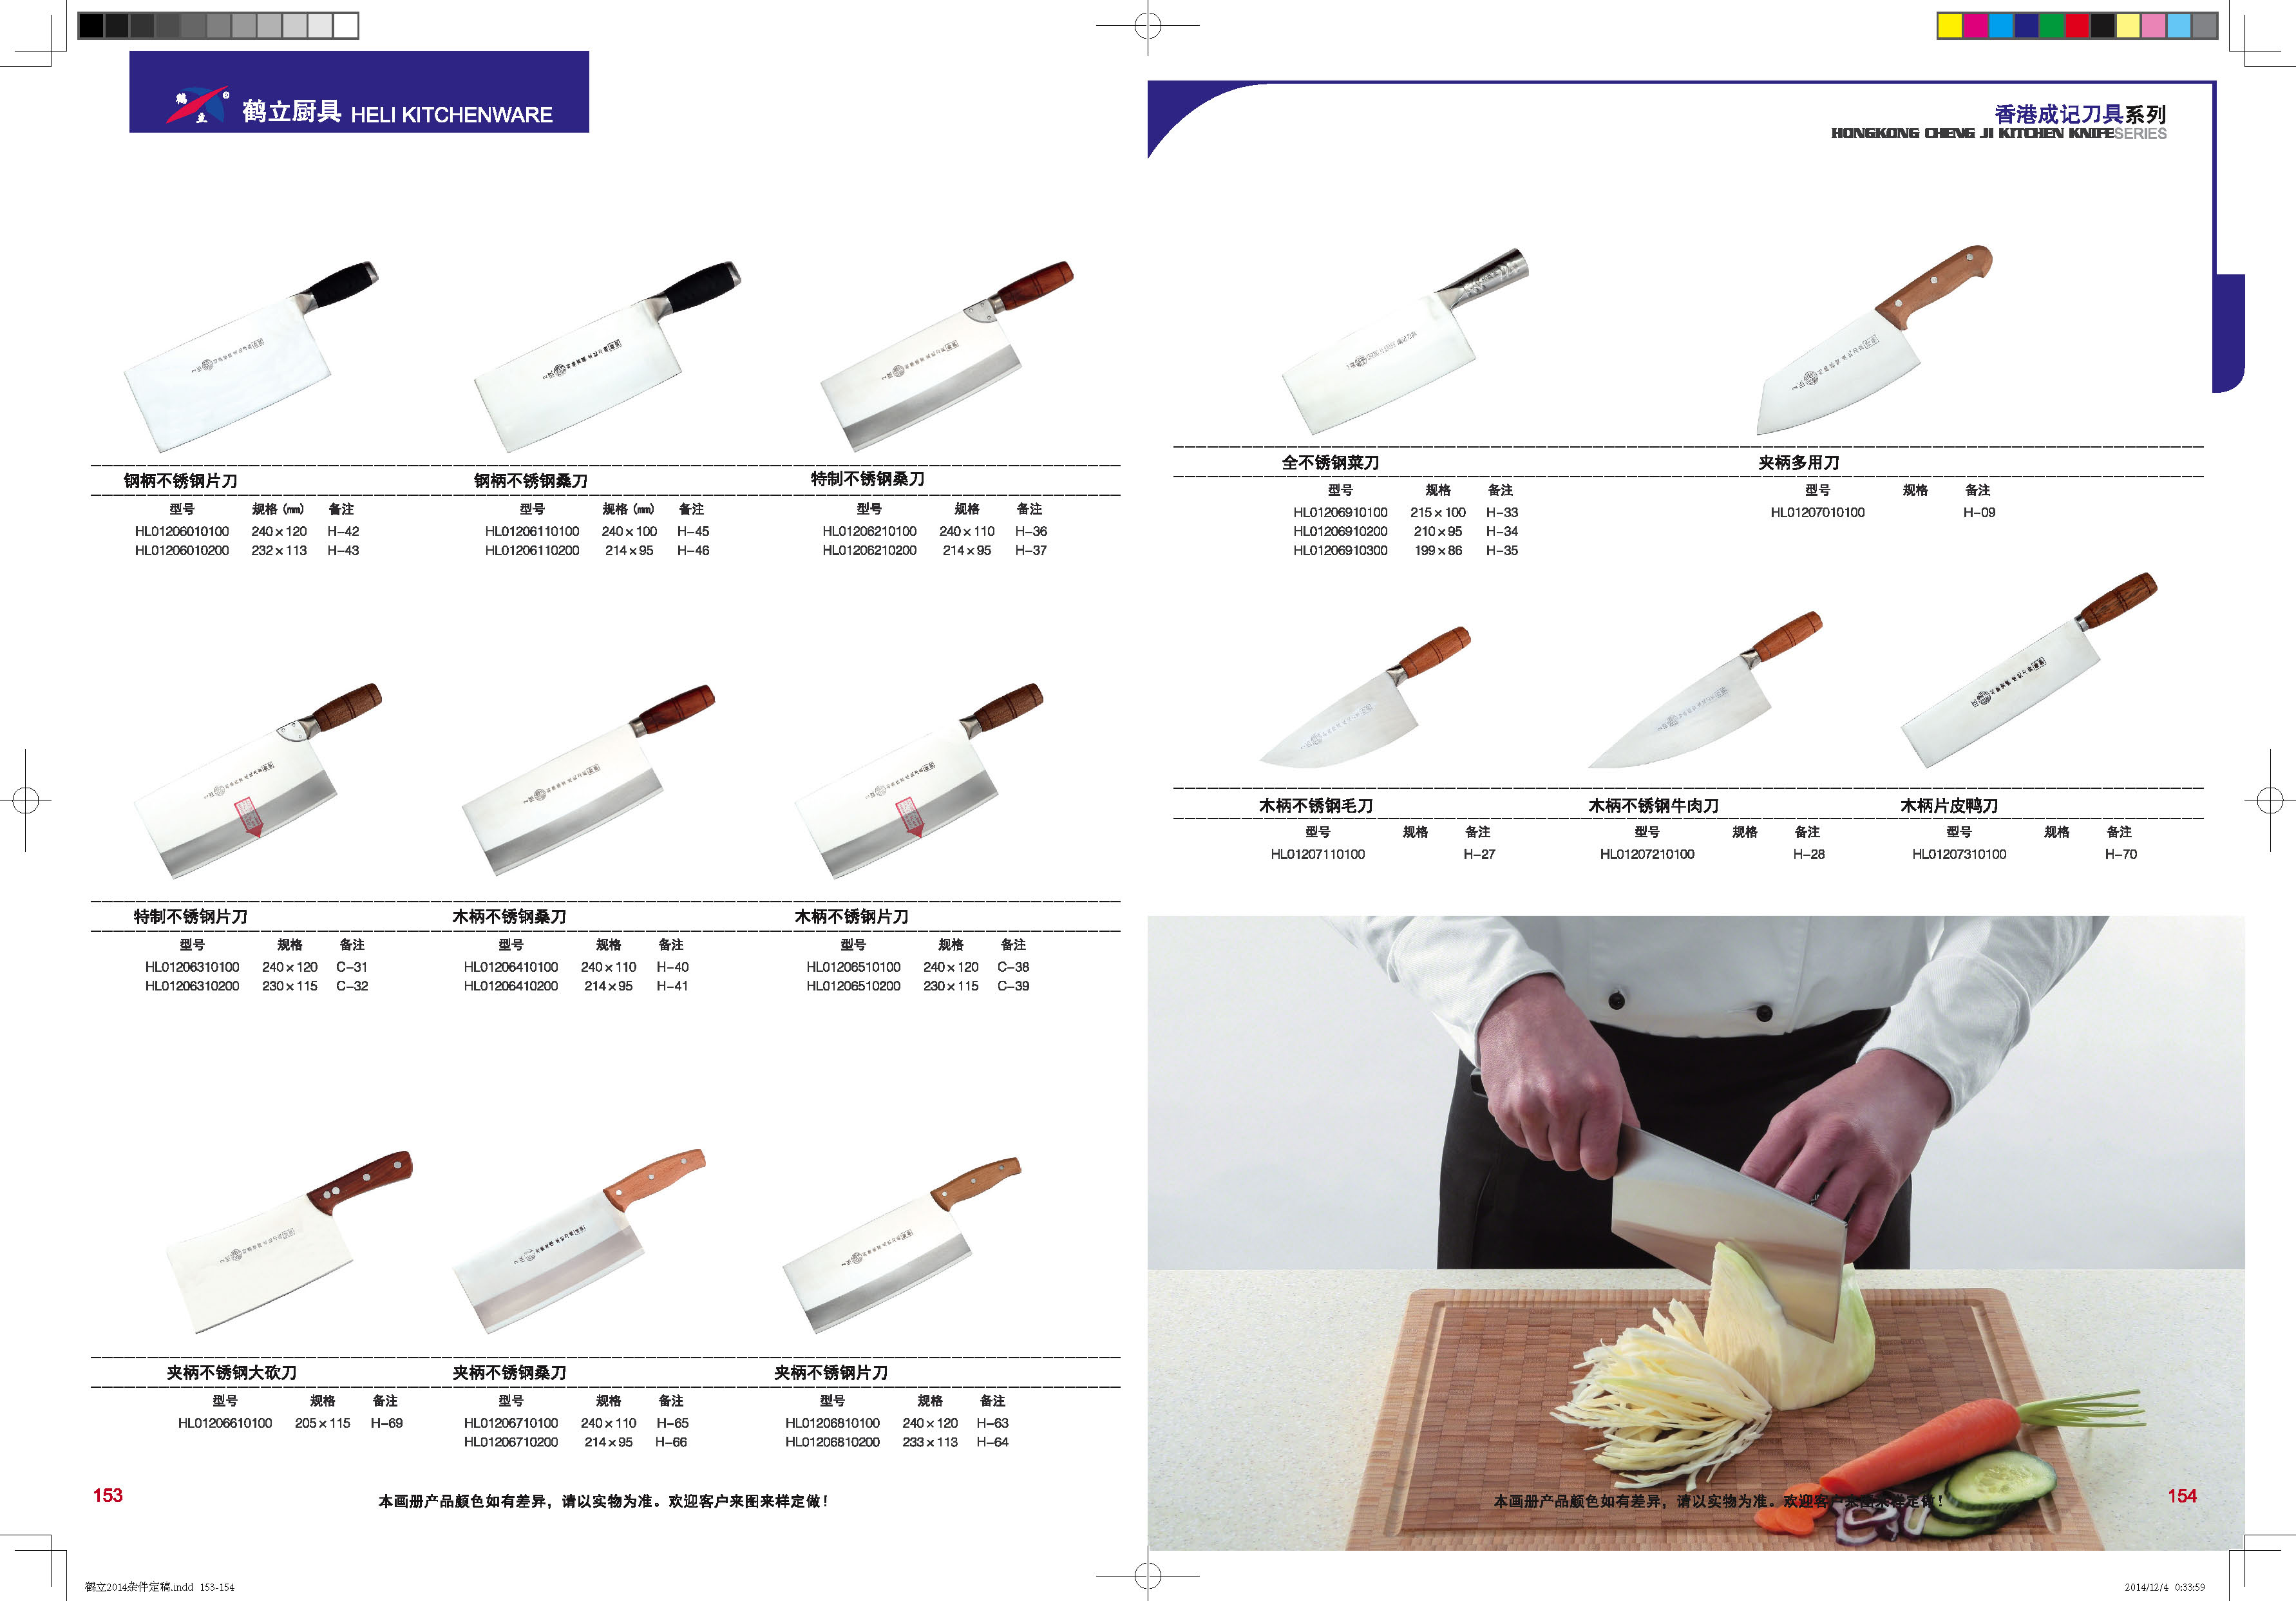 鹤立
鹤立厨具 HELI KITCHENWARE
香港成记刀具系列
HONGKONG CHENG JI KITCHEN KNIFE SERIES
钢柄不锈钢片刀
型号 规格 (mm) 备注
HL01206010100 240×120 H-42
HL01206010200 232×113 H-43
钢柄不锈钢桑刀
型号 规格 (mm) 备注
HL01206110100 240×100 H-45
HL01206110200 214×95 H-46
特制不锈钢桑刀
型号 规格 备注
HL01206210100 240×110 H-36
HL01206210200 214×95 H-37
特制不锈钢片刀
型号 规格 备注
HL01206310100 240×120 C-31
HL01206310200 230×115 C-32
木柄不锈钢桑刀
型号 规格 备注
HL01206410100 240×110 H-40
HL01206410200 214×95 H-41
木柄不锈钢片刀
型号 规格 备注
HL01206510100 240×120 C-38
HL01206510200 230×115 C-39
夹柄不锈钢大砍刀
型号 规格 备注
HL01206610100 205×115 H-69
夹柄不锈钢桑刀
型号 规格 备注
HL01206710100 240×110 H-65
HL01206710200 214×95 H-66
夹柄不锈钢片刀
型号 规格 备注
HL01206810100 240×120 H-63
HL01206810200 233×113 H-64
153
本画册产品颜色如有差异，请以实物为准。欢迎客户来图来样定做！
全不锈钢菜刀
型号 规格 备注
HL01206910100 215×100 H-33
HL01206910200 210×95 H-34
HL01206910300 199×86 H-35
夹柄多用刀
型号 规格 备注
HL01207010100 H-09
木柄不锈钢毛刀
型号 规格 备注
HL01207110100 H-27
木柄不锈钢牛肉刀
型号 规格 备注
HL01207210100 H-28
木柄片皮鸭刀
型号 规格 备注
HL01207310100 H-70
本画册产品颜色如有差异，请以实物为准。欢迎客户来图来样定做！
154
鹤立2014杂件定稿.indd 153-154
2014/12/4 0:33:59